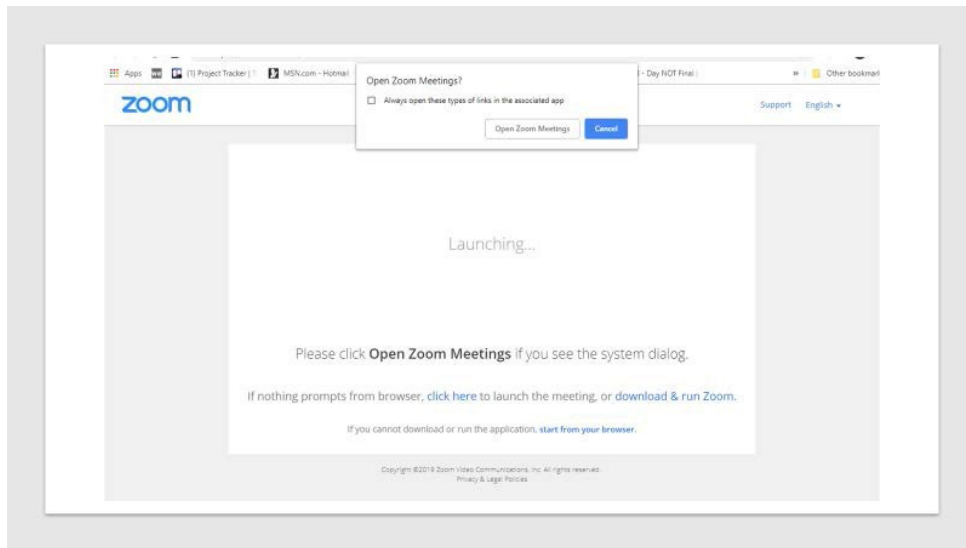 Apps
(1) Project Tracker |
MSN.com - Hotmail
- Day NOT Final |
»
Other bookmark
Open Zoom Meetings?
Always open these types of links in the associated app
Open Zoom Meetings
Cancel
zoom
Support
English
Launching...
Please click Open Zoom Meetings if you see the system dialog.
If nothing prompts from browser, click here to launch the meeting, or download & run Zoom.
If you cannot download or run the application, start from your browser.
Copyright ©2019 Zoom Video Communications, Inc. All rights reserved.
Privacy & Legal Policies